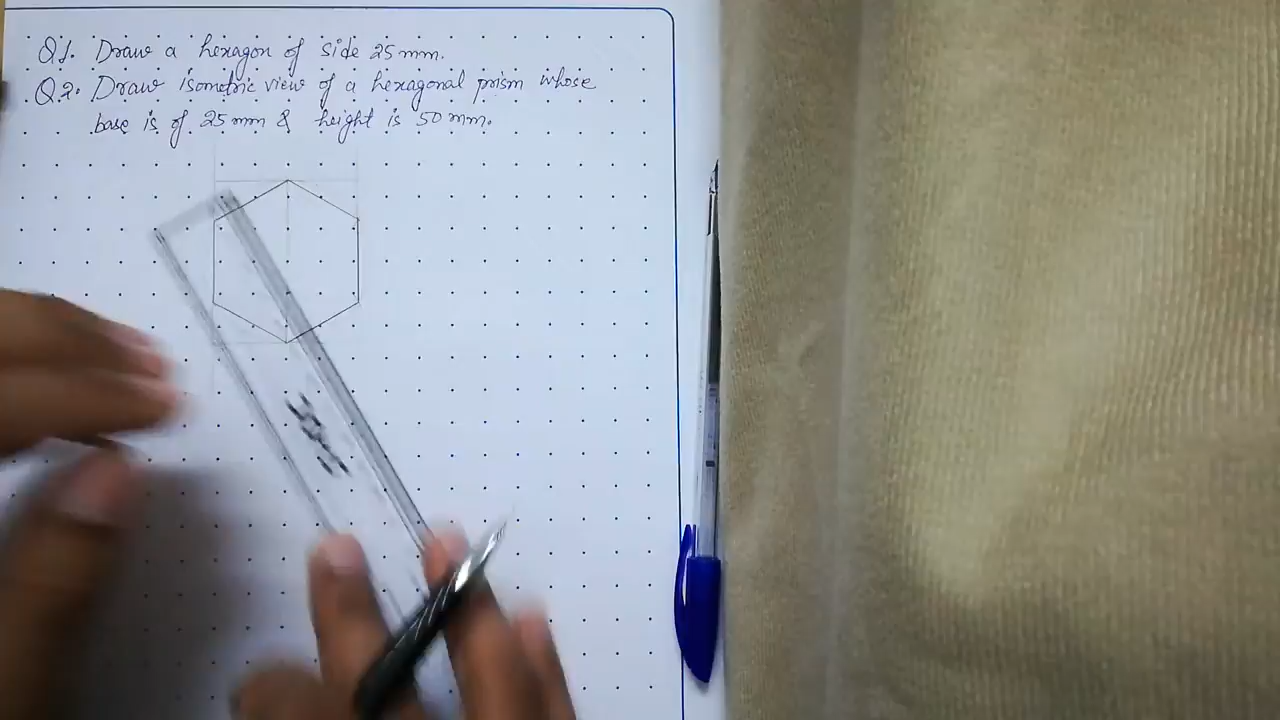 Q1. Draw a hexagon of side 25 mm.
Q2. Draw isometric view of a hexagonal prism whose
base is of 25 mm & height is 50 mm.